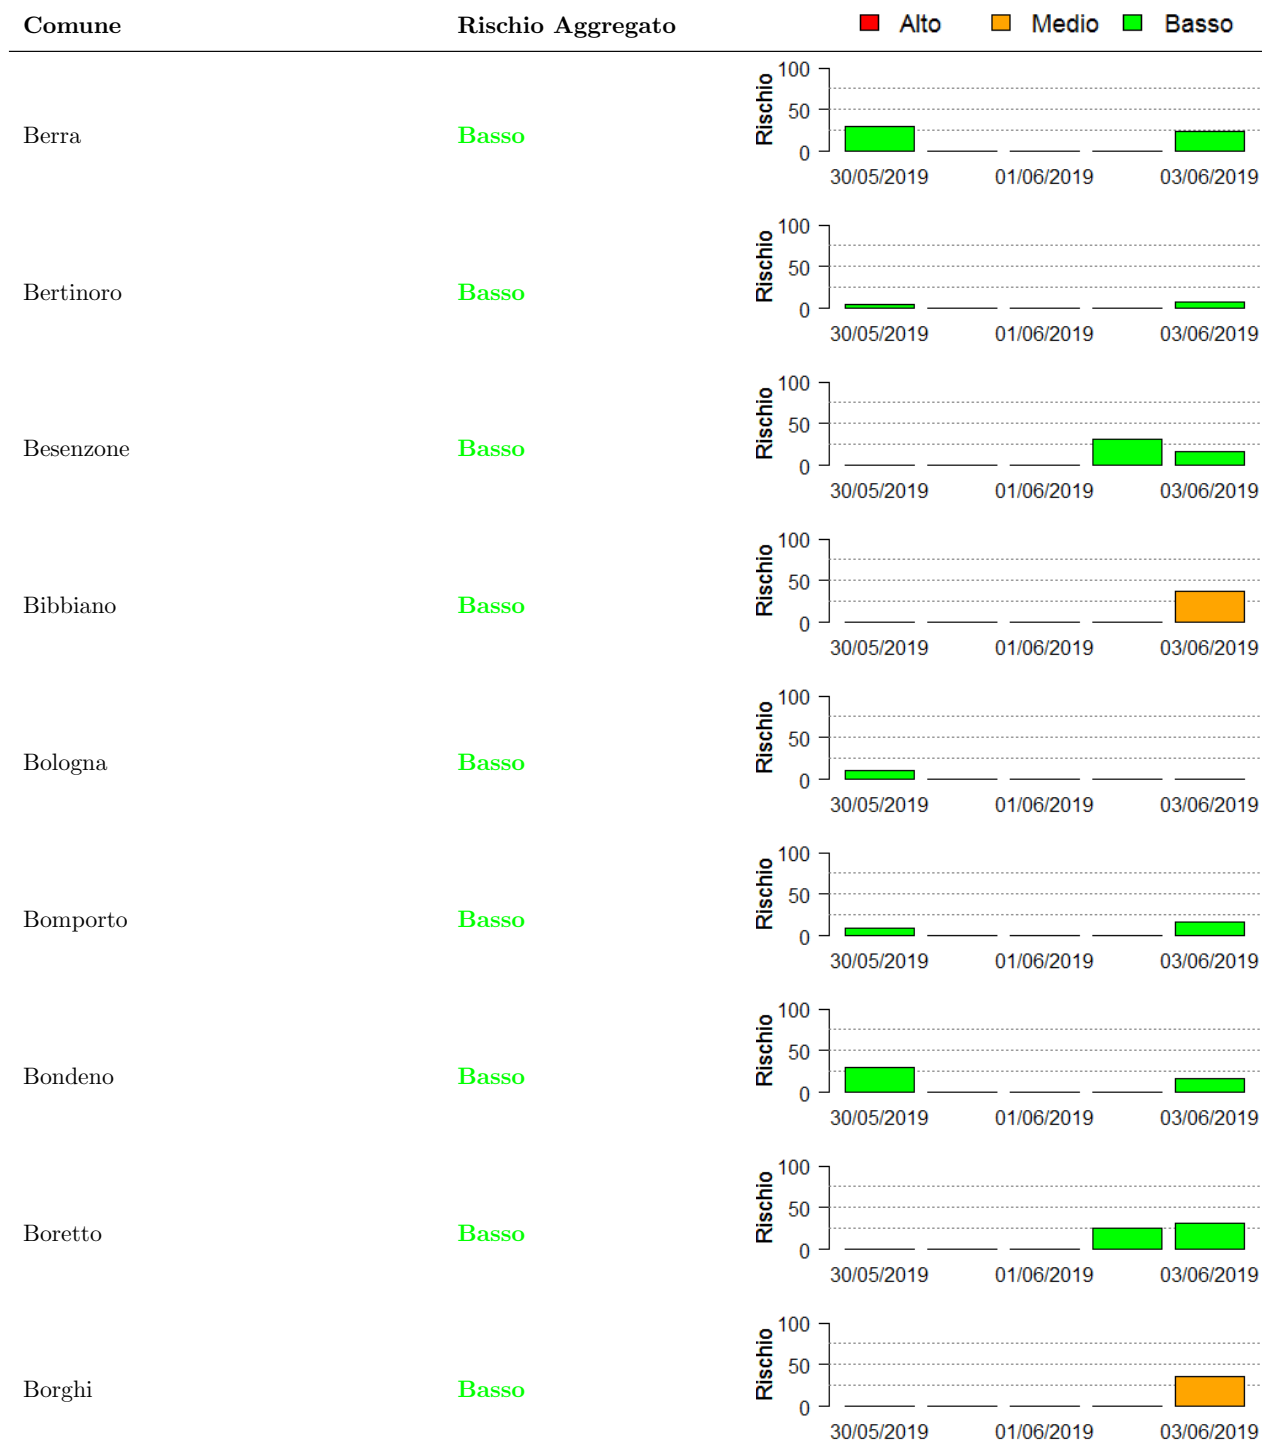 Comune Rischio Aggregato Alto Medio Basso
Berra Basso Rischio 100 50 0
30/05/2019 01/06/2019 03/06/2019
Bertinoro Basso Rischio 100 50 0
30/05/2019 01/06/2019 03/06/2019
Besenzone Basso Rischio 100 50 0
30/05/2019 01/06/2019 03/06/2019
Bibbiano Basso Rischio 100 50 0
30/05/2019 01/06/2019 03/06/2019
Bologna Basso Rischio 100 50 0
30/05/2019 01/06/2019 03/06/2019
Bomporto Basso Rischio 100 50 0
30/05/2019 01/06/2019 03/06/2019
Bondeno Basso Rischio 100 50 0
30/05/2019 01/06/2019 03/06/2019
Boretto Basso Rischio 100 50 0
30/05/2019 01/06/2019 03/06/2019
Borghi Basso Rischio 100 50 0
30/05/2019 01/06/2019 03/06/2019